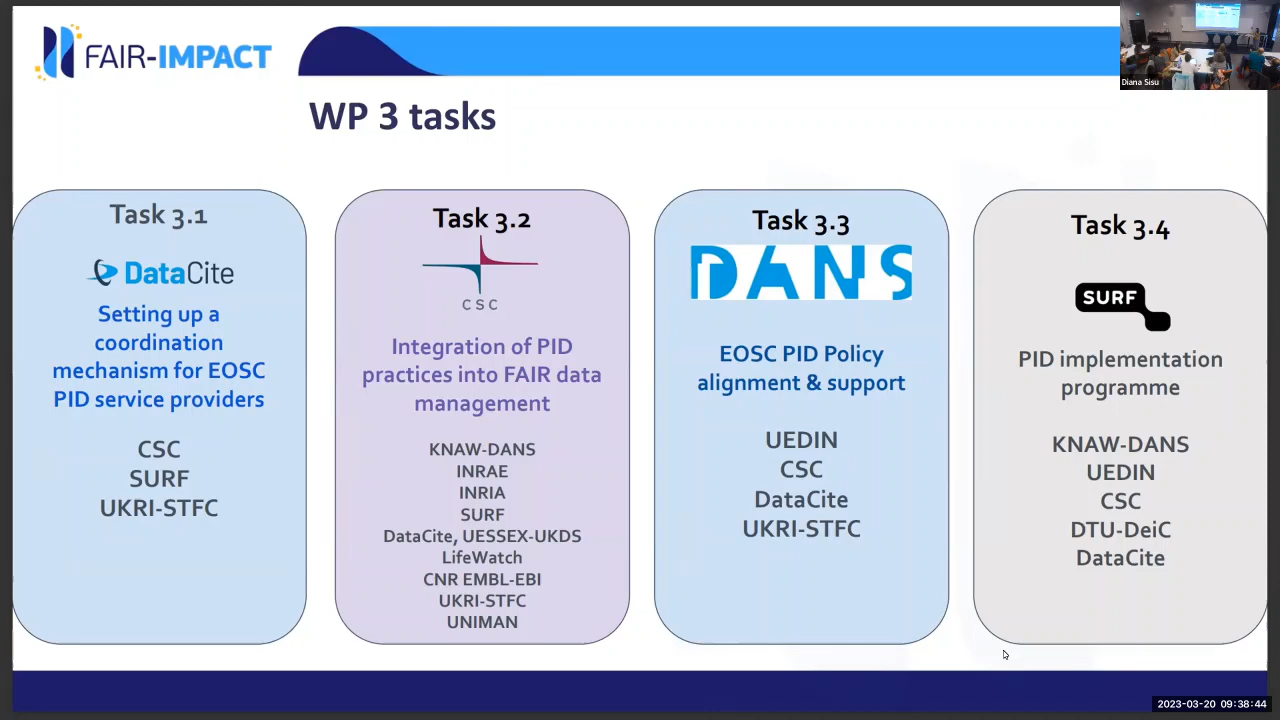 FAIR-IMPACT
Diana Sisu
WP 3 tasks
Task 3.1
DataCite
Setting up a
coordination
mechanism for EOSC
PID service providers
CSC
SURF
UKRI-STFC
Task 3.2
CSC
Integration of PID
practices into FAIR data
management
KNAW-DANS
INRAE
INRIA
SURF
DataCite, UESSEX-UKDS
LifeWatch
CNR EMBL-EBI
UKRI-STFC
UNIMAN
Task 3.3
DANS
EOSC PID Policy
alignment & support
UEDIN
CSC
DataCite
UKRI-STFC
Task 3.4
SURF
PID implementation
programme
KNAW-DANS
UEDIN
CSC
DTU-DeiC
DataCite
2023-03-20 09:38:44